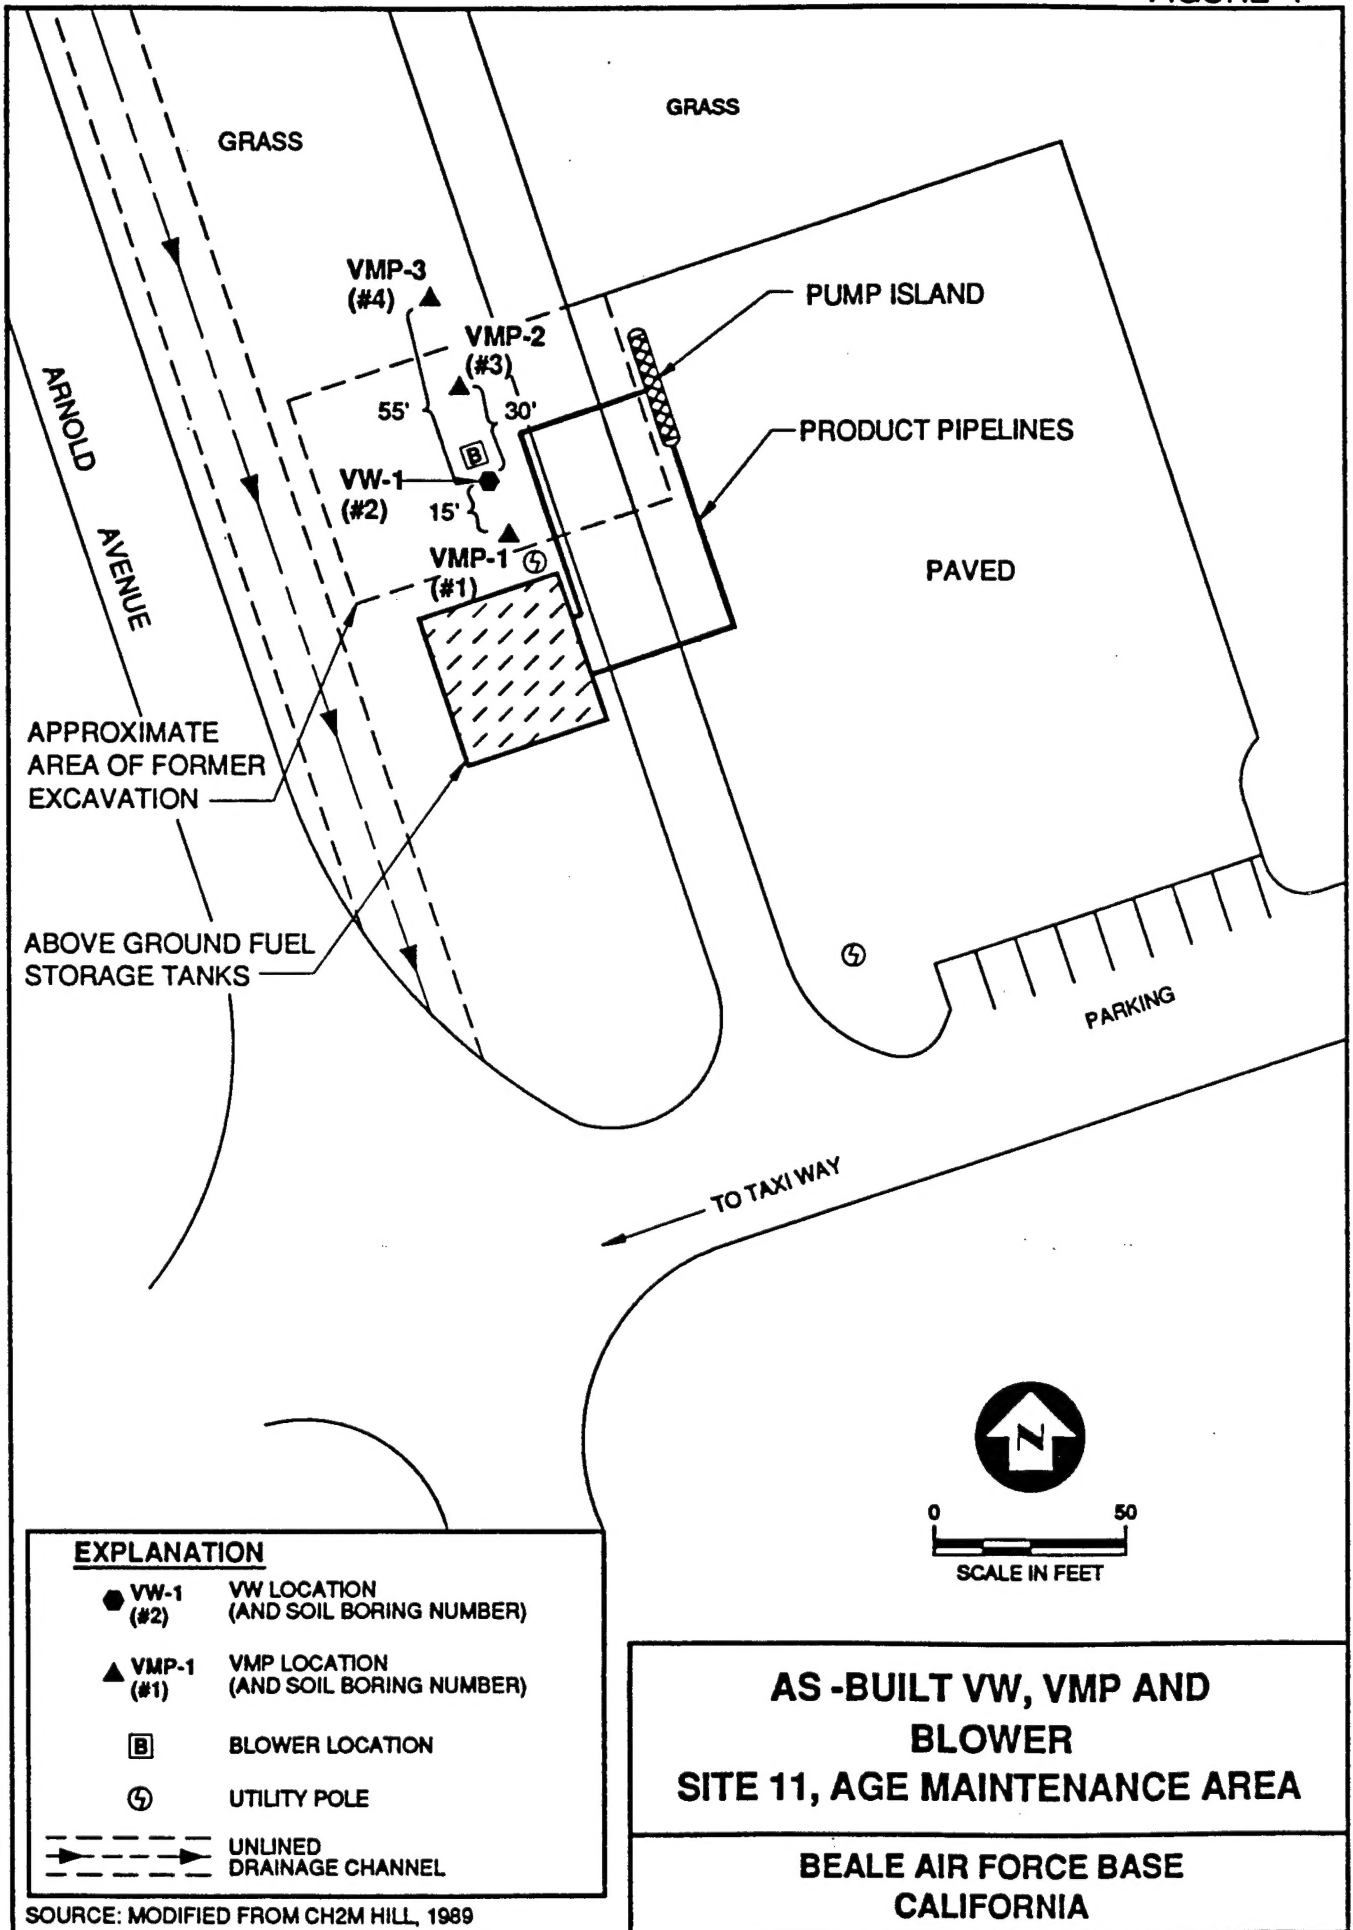 GRASS
GRASS
VMP-3
(#4)
VMP-2
(#3)
PUMP ISLAND
55'
30'
ARNOLD
AVENUE
PRODUCT PIPELINES
B
VW-1
(#2)
15'
VMP-1
(#1)
PAVED
APPROXIMATE
AREA OF FORMER
EXCAVATION
ABOVE GROUND FUEL
STORAGE TANKS
PARKING
TO TAXI WAY
N
0 50
SCALE IN FEET
EXPLANATION
VW-1 VW LOCATION
(#2) (AND SOIL BORING NUMBER)
VMP-1 VMP LOCATION
(#1) (AND SOIL BORING NUMBER)
B BLOWER LOCATION
UTILITY POLE
UNLINED
DRAINAGE CHANNEL
SOURCE: MODIFIED FROM CH2M HILL, 1989
AS-BUILT VW, VMP AND
BLOWER
SITE 11, AGE MAINTENANCE AREA
BEALE AIR FORCE BASE
CALIFORNIA